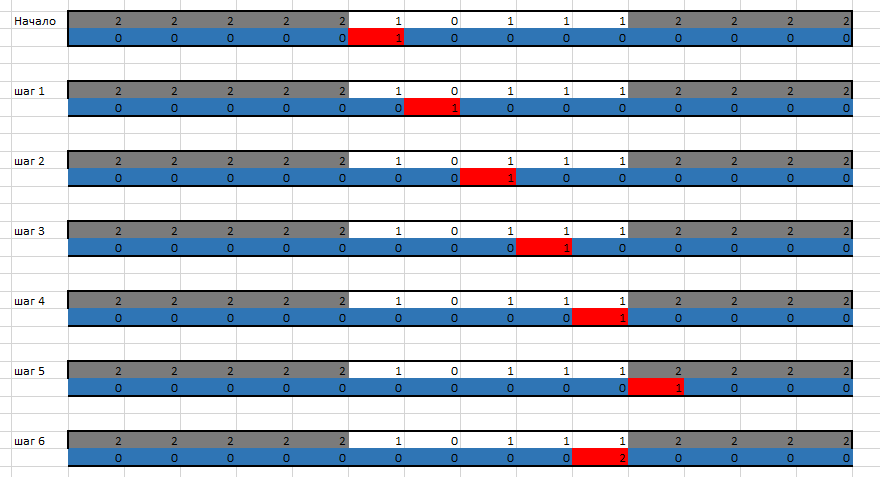 Начало 2 2 2 2 2 1 0 1 1 1 2 2 2 2
0 0 0 0 0 1 0 0 0 0 0 0 0 0
шаг 1 2 2 2 2 2 1 0 1 1 1 2 2 2 2
0 0 0 0 0 0 1 0 0 0 0 0 0 0
шаг 2 2 2 2 2 2 1 0 1 1 1 2 2 2 2
0 0 0 0 0 0 0 1 0 0 0 0 0 0
шаг 3 2 2 2 2 2 1 0 1 1 1 2 2 2 2
0 0 0 0 0 0 0 0 1 0 0 0 0 0
шаг 4 2 2 2 2 2 1 0 1 1 1 2 2 2 2
0 0 0 0 0 0 0 0 0 1 0 0 0 0
шаг 5 2 2 2 2 2 1 0 1 1 1 2 2 2 2
0 0 0 0 0 0 0 0 0 0 1 0 0 0
шаг 6 2 2 2 2 2 1 0 1 1 1 2 2 2 2
0 0 0 0 0 0 0 0 0 2 0 0 0 0